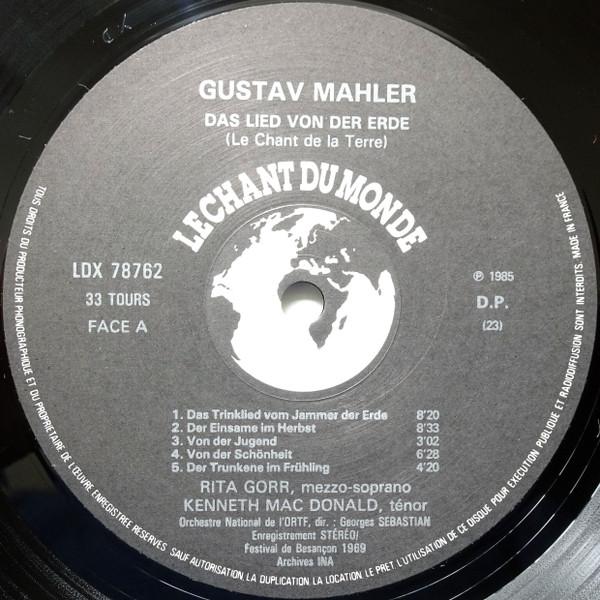 GUSTAV MAHLER
DAS LIED VON DER ERDE
(Le Chant de la Terre)
LE CHANT DU MONDE
LDX 78762
33 TOURS
FACE A
℗ 1985
D.P.
(23)
1. Das Trinklied vom Jammer der Erde 8'20
2. Der Einsame im Herbst 8'33
3. Von der Jugend 3'02
4. Von der Schönheit 6'28
5. Der Trunkene im Frühling 4'20
RITA GORR, mezzo-soprano
KENNETH MAC DONALD, ténor
Orchestre National de l'ORTF, dir. : Georges SEBASTIAN
Enregistrement STÉRÉO/
Festival de Besançon 1969
Archives INA
TOUS DROITS DU PRODUCTEUR PHONOGRAPHIQUE ET DU PROPRIETAIRE DE L'ŒUVRE ENREGISTREE RESERVES SAUF AUTORISATION, LA DUPLICATION, LA LOCATION, LE PRET, L'UTILISATION DE CE DISQUE POUR EXECUTION PUBLIQUE ET RADIODIFFUSION SONT INTERDITS. MADE IN FRANCE